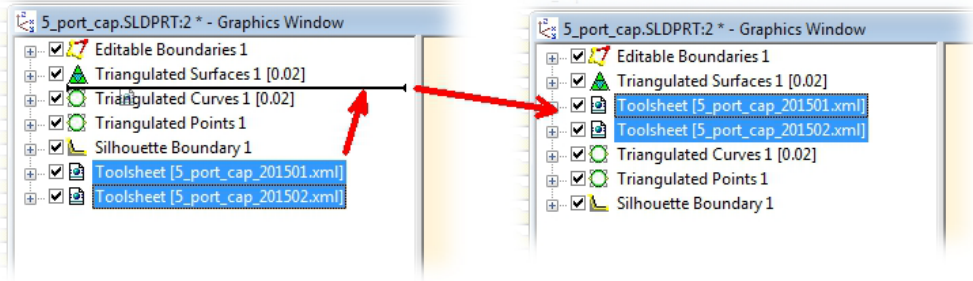 5_port_cap.SLDPRT:2 * - Graphics Window
Editable Boundaries 1
Triangulated Surfaces 1 [0.02]
Triangulated Curves 1 [0.02]
Triangulated Points 1
Silhouette Boundary 1
Toolsheet [5_port_cap_201501.xml]
Toolsheet [5_port_cap_201502.xml]
5_port_cap.SLDPRT:2 * - Graphics Window
Editable Boundaries 1
Triangulated Surfaces 1 [0.02]
Toolsheet [5_port_cap_201501.xml]
Toolsheet [5_port_cap_201502.xml]
Triangulated Curves 1 [0.02]
Triangulated Points 1
Silhouette Boundary 1